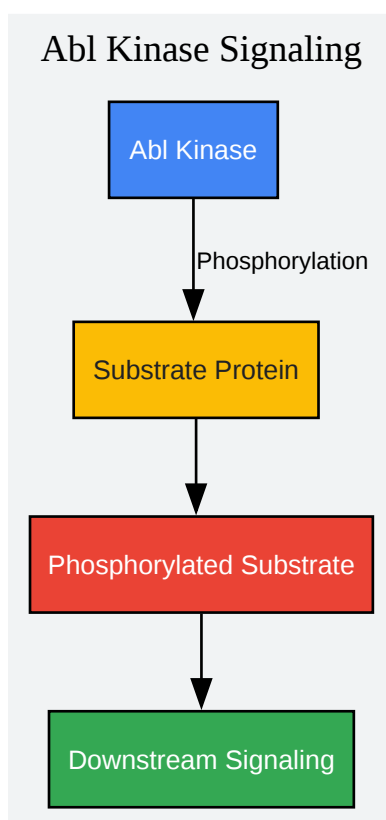 Abl Kinase Signaling
Abl Kinase
Phosphorylation
Substrate Protein
Phosphorylated Substrate
Downstream Signaling